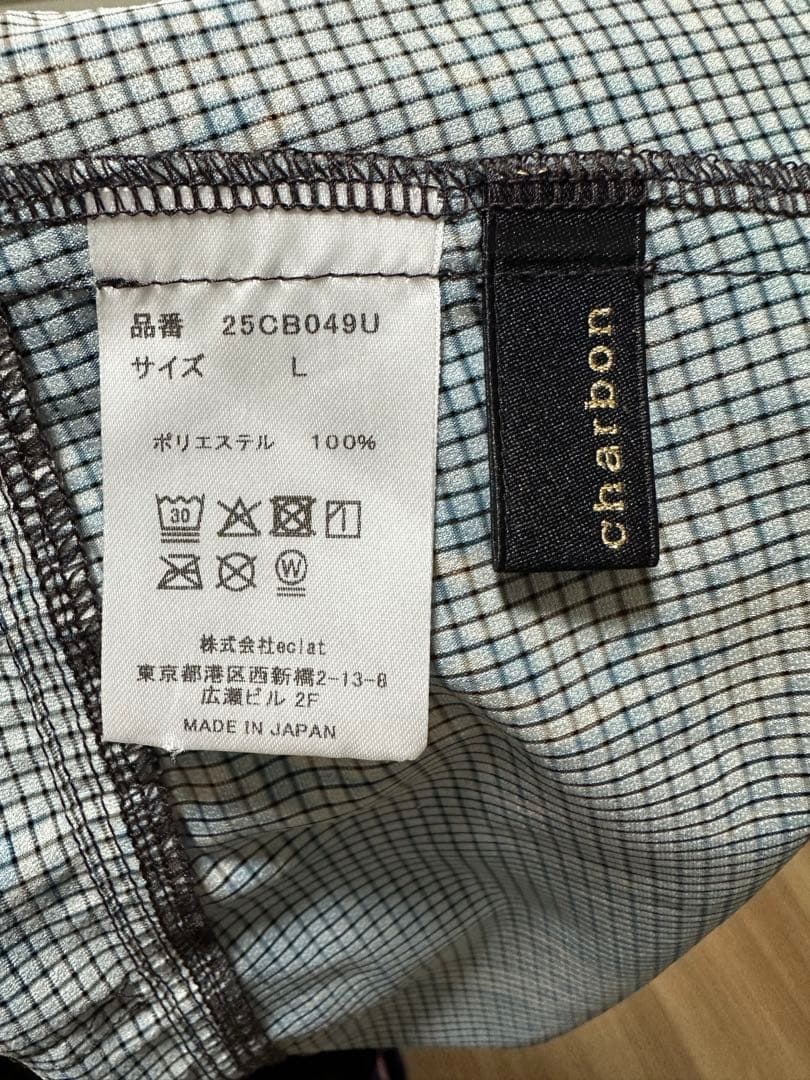 品番 25CB049U
サイズ L
ポリエステル 100%
30
W
株式会社eclat
東京都港区西新橋2-13-8
広瀬ビル 2F
MADE IN JAPAN
charbon